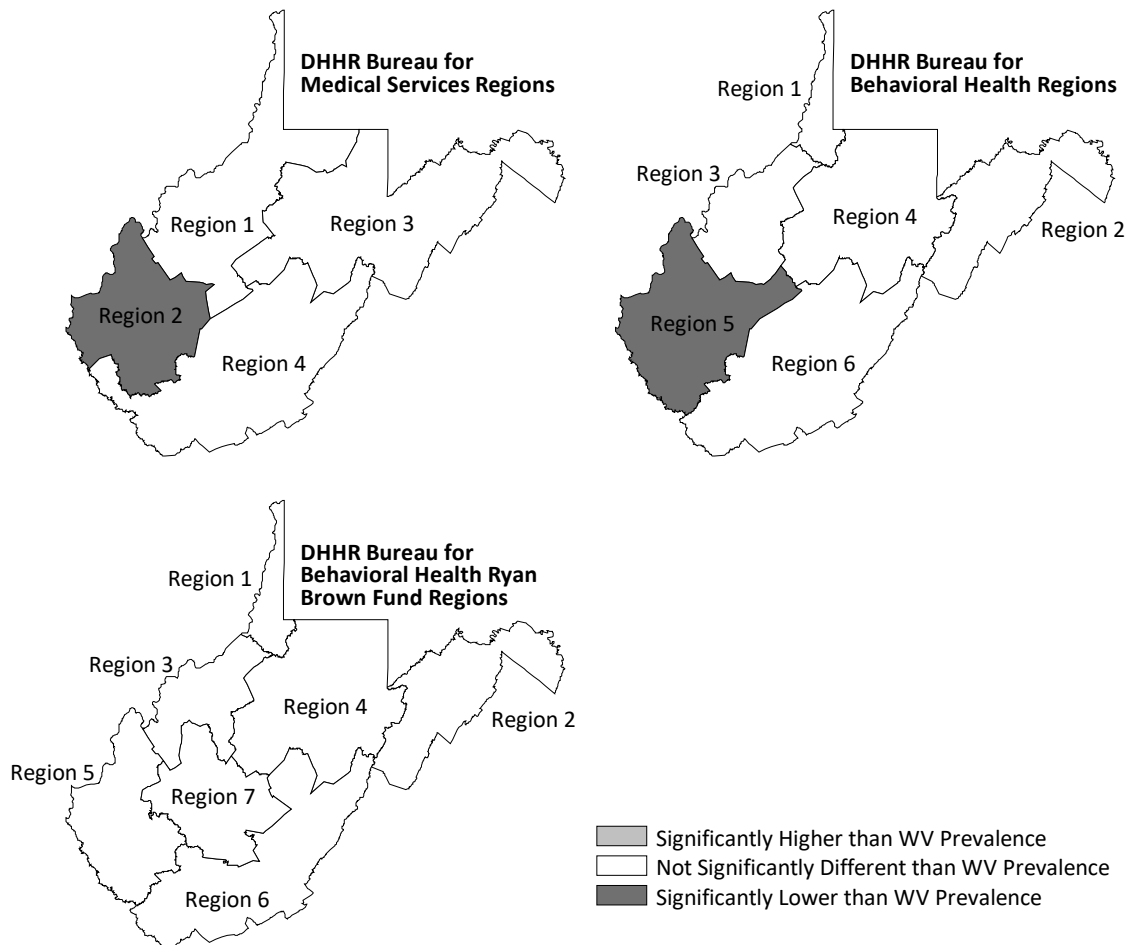 DHHR Bureau for
Medical Services Regions
Region 1
Region 3
Region 2
Region 4
DHHR Bureau for
Behavioral Health Regions
Region 1
Region 3
Region 4
Region 2
Region 5
Region 6
DHHR Bureau for
Behavioral Health Ryan
Brown Fund Regions
Region 1
Region 3
Region 4
Region 2
Region 5
Region 7
Region 6
Significantly Higher than WV Prevalence
Not Significantly Different than WV Prevalence
Significantly Lower than WV Prevalence